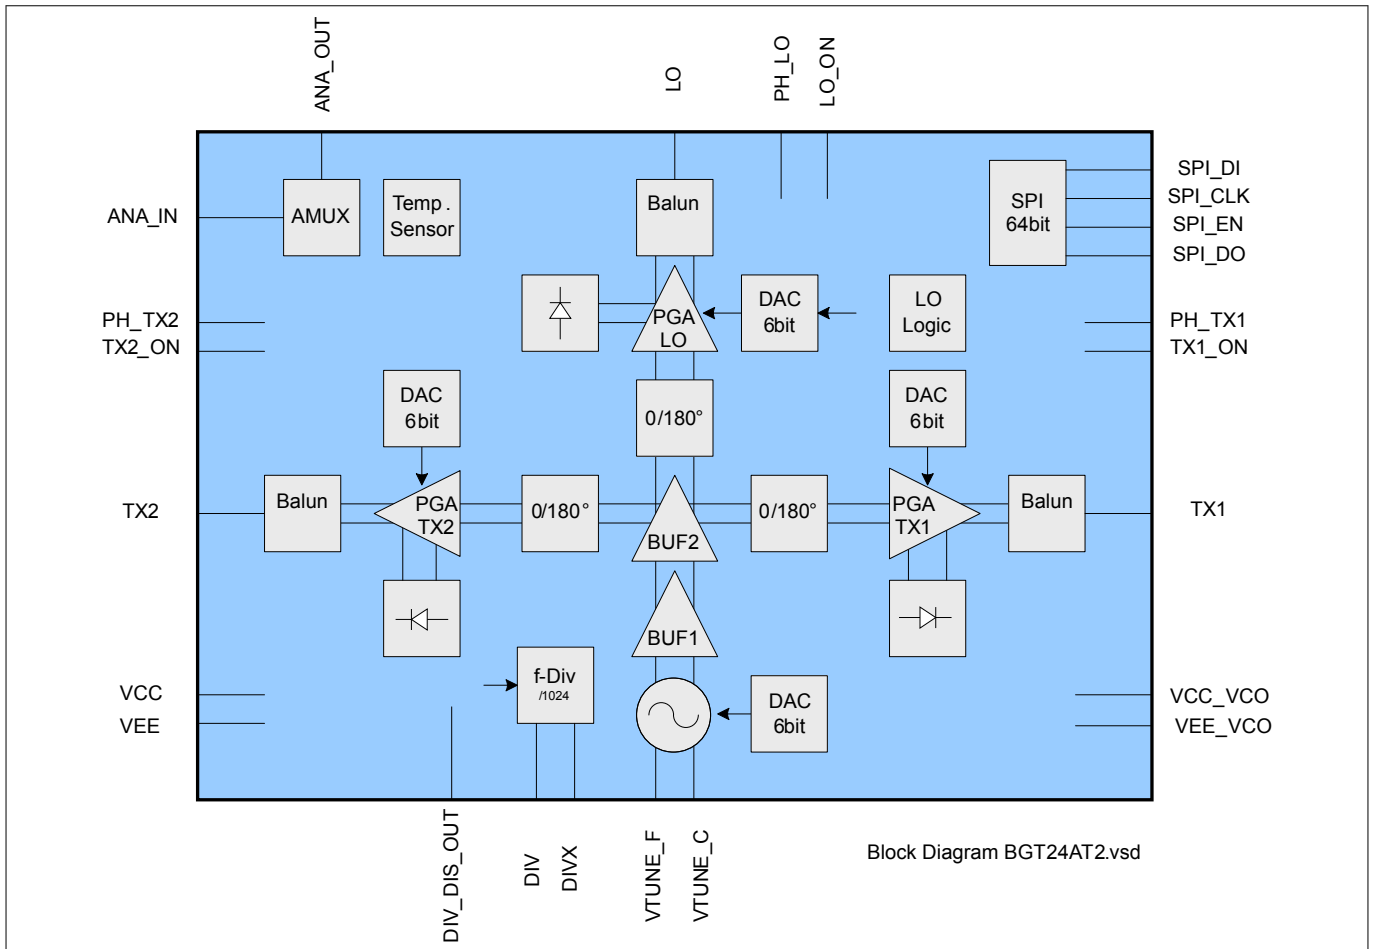 ANA_OUT
LO
PH_LO
LO_ON
SPI_DI
SPI_CLK
SPI_EN
SPI_DO
SPI
64bit
ANA_IN
AMUX
Temp.
Sensor
Balun
PH_TX2
TX2_ON
PGA
LO
DAC
6bit
LO
Logic
PH_TX1
TX1_ON
DAC
6bit
0/180°
DAC
6bit
TX2
Balun
PGA
TX2
0/180°
BUF2
0/180°
PGA
TX1
Balun
TX1
BUF1
VCC
VEE
f-Div
/1024
DAC
6bit
VCC_VCO
VEE_VCO
DIV_DIS_OUT
DIV
DIVX
VTUNE_F
VTUNE_C
Block Diagram BGT24AT2.vsd